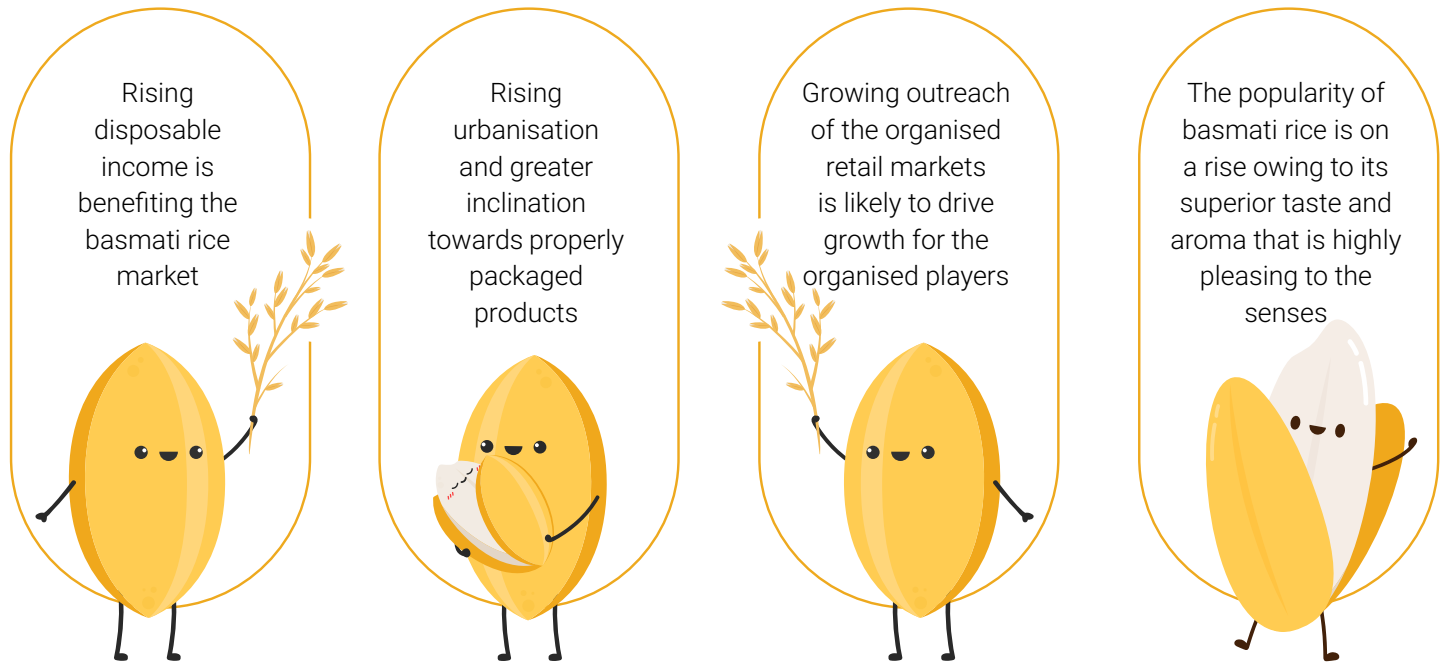 Rising
disposable
income is
benefiting the
basmati rice
market
Rising
urbanisation
and greater
inclination
towards properly
packaged
products
Growing outreach
of the organised
retail markets
is likely to drive
growth for the
organised players
The popularity of
basmati rice is on
a rise owing to its
superior taste and
aroma that is highly
pleasing to the
senses